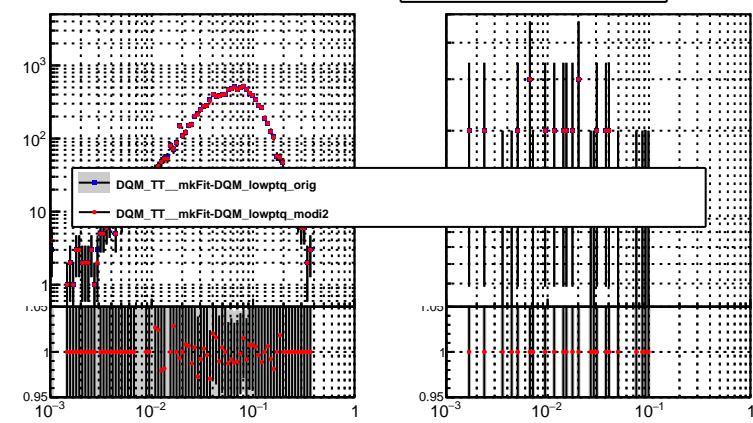 10³
10²
DQM_TT__mkFit-DQM_lowptq_orig
DQM_TT__mkFit-DQM_lowptq_modi2
10
1
1.05 1.05
1 1
0.95 0.95
10⁻³ 10⁻² 10⁻¹ 1 10⁻³ 10⁻² 10⁻¹ 1